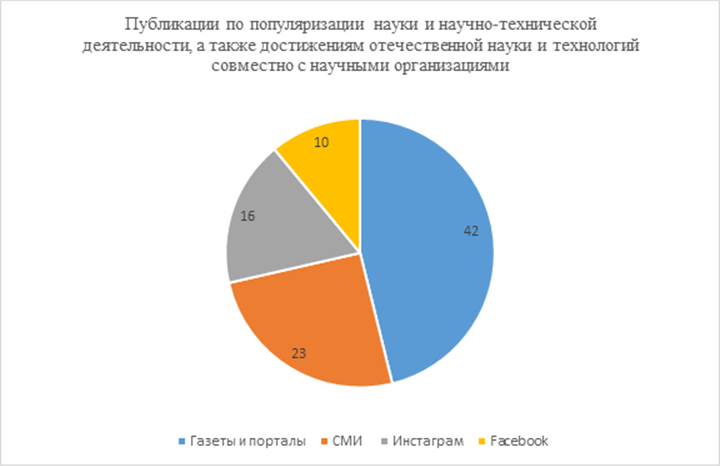 Публикации по популяризации науки и научно-технической
деятельности, а также достижениям отечественной науки и технологий
совместно с научными организациями
10
42
16
23
Газеты и порталы СМИ Инстаграм Facebook